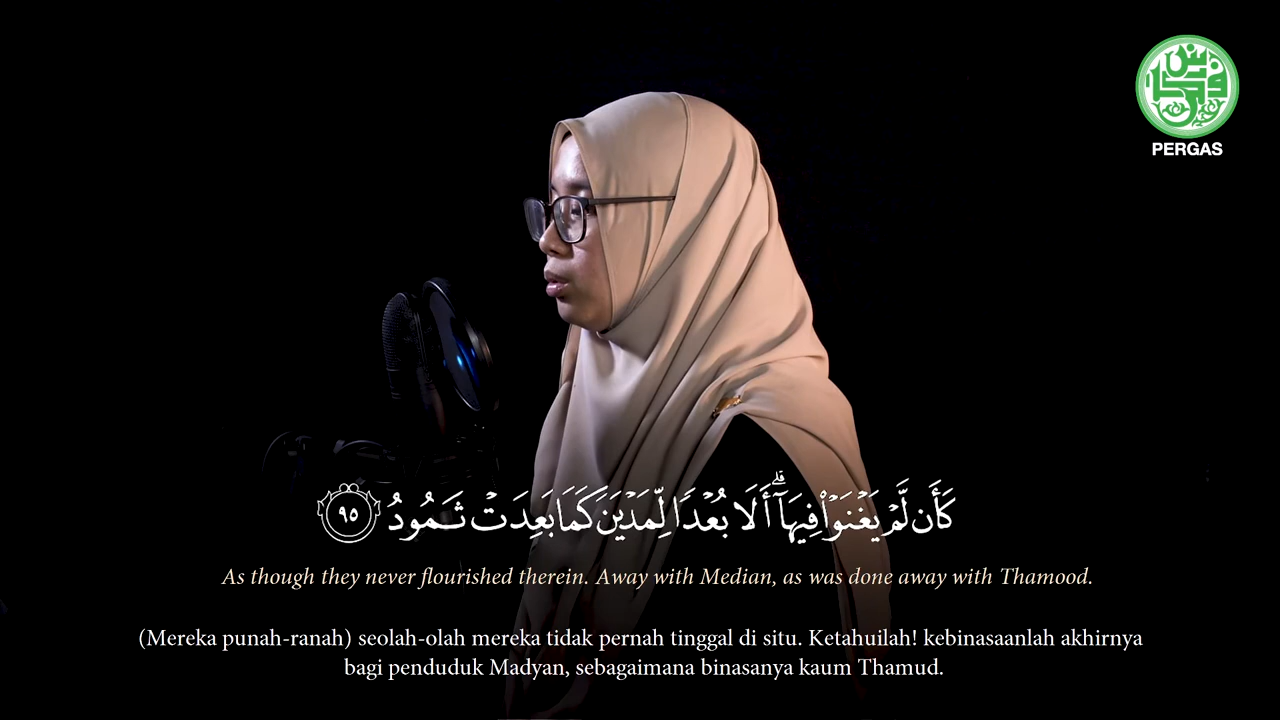 PERGAS
كَأَن لَّمْ يَغْنَوْا۟ فِيهَآ ۗ أَلَا بُعْدًا لِّمَدْيَنَ كَمَا بَعِدَتْ ثَمُودُ ٩٥
As though they never flourished therein. Away with Median, as was done away with Thamood.
(Mereka punah-ranah) seolah-olah mereka tidak pernah tinggal di situ. Ketahuilah! kebinasaanlah akhirnya
bagi penduduk Madyan, sebagaimana binasanya kaum Thamud.